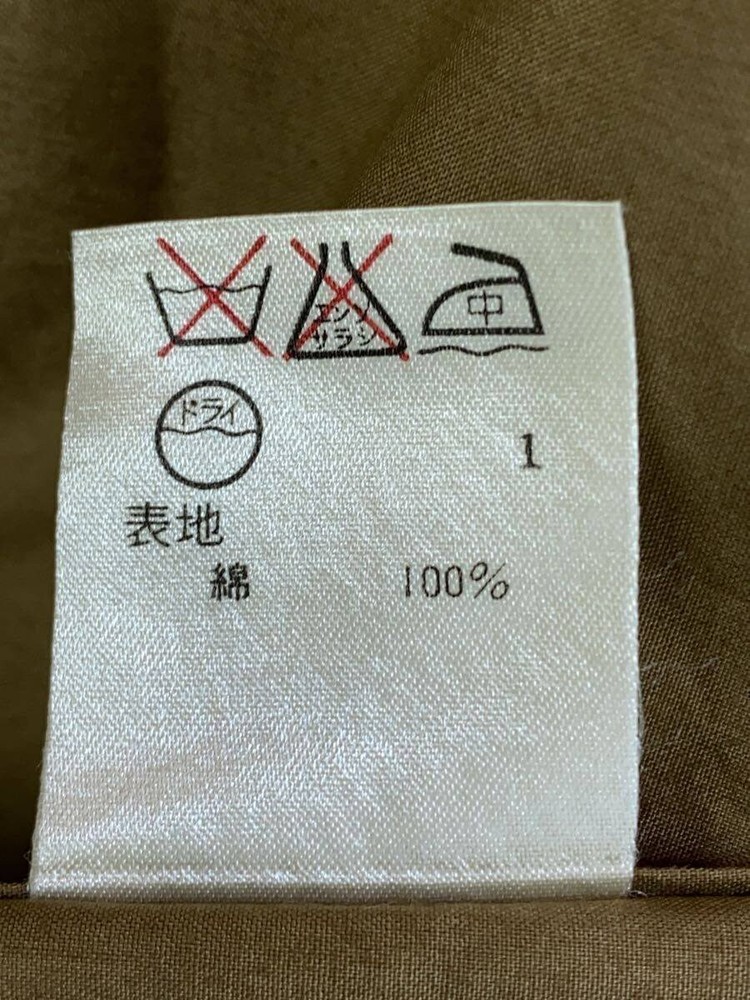 エンソ サラシ 中
ドライ
1
表地
綿 100%